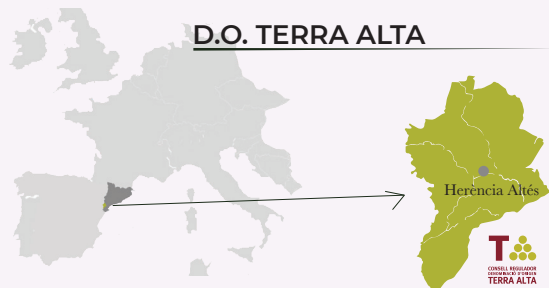 D.O. TERRA ALTA
Herència Altés
CONSELL REGULADOR
DENOMINACIÓ D'ORIGEN
TERRA ALTA